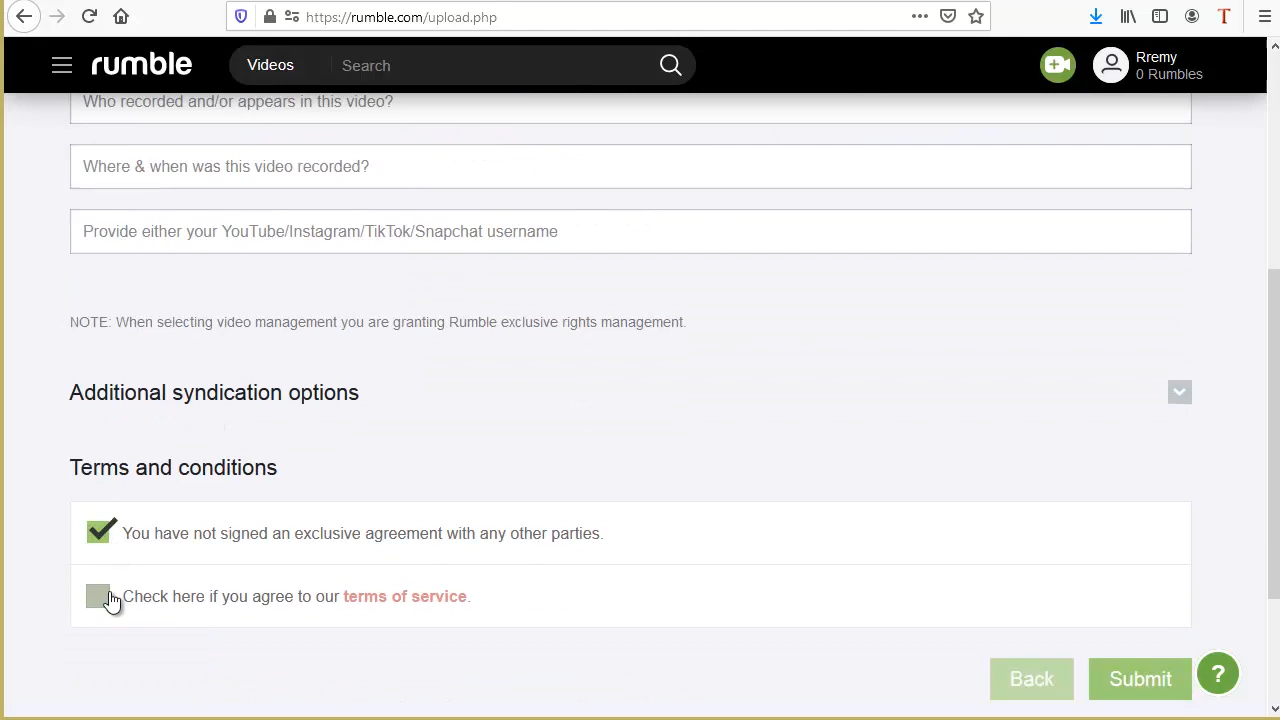 https://rumble.com/upload.php
T
rumble
Videos
Search
Rremy
0 Rumbles
Who recorded and/or appears in this video?
Where & when was this video recorded?
Provide either your YouTube/Instagram/TikTok/Snapchat username
NOTE: When selecting video management you are granting Rumble exclusive rights management.
Additional syndication options
Terms and conditions
You have not signed an exclusive agreement with any other parties.
Check here if you agree to our terms of service.
Back
Submit
?